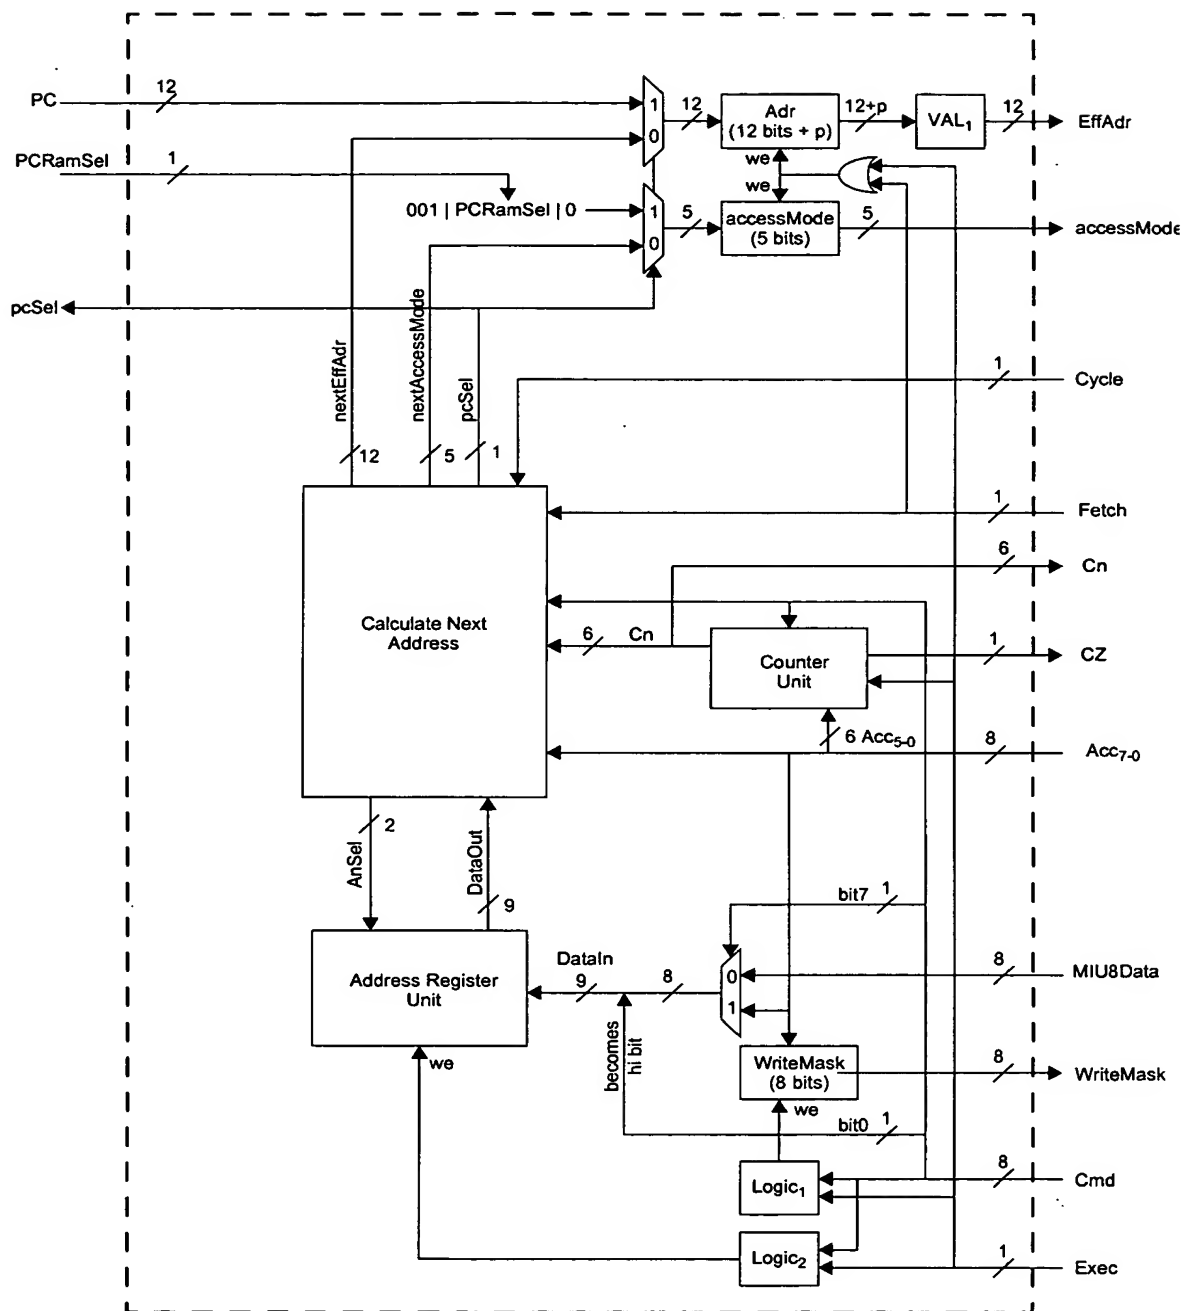 PC
12
1
0
12
Adr
(12 bits + p)
12+p
VAL1
12
EffAdr
PCRamSel
1
we
we
001 | PCRamSel | 0
1
0
5
accessMode
(5 bits)
5
accessMode
pcSel
nextEffAdr
nextAccessMode
pcSel
1
Cycle
12
5
1
1
Fetch
6
Cn
Calculate Next
Address
6
Cn
Counter
Unit
1
CZ
6 Acc5-0
8
Acc7-0
2
AnSel
DataOut
9
bit7
1
Address Register
Unit
DataIn
9
8
0
1
8
MIU8Data
becomes
hi bit
we
WriteMask
(8 bits)
8
WriteMask
we
bit0
1
Logic1
8
Cmd
Logic2
1
Exec